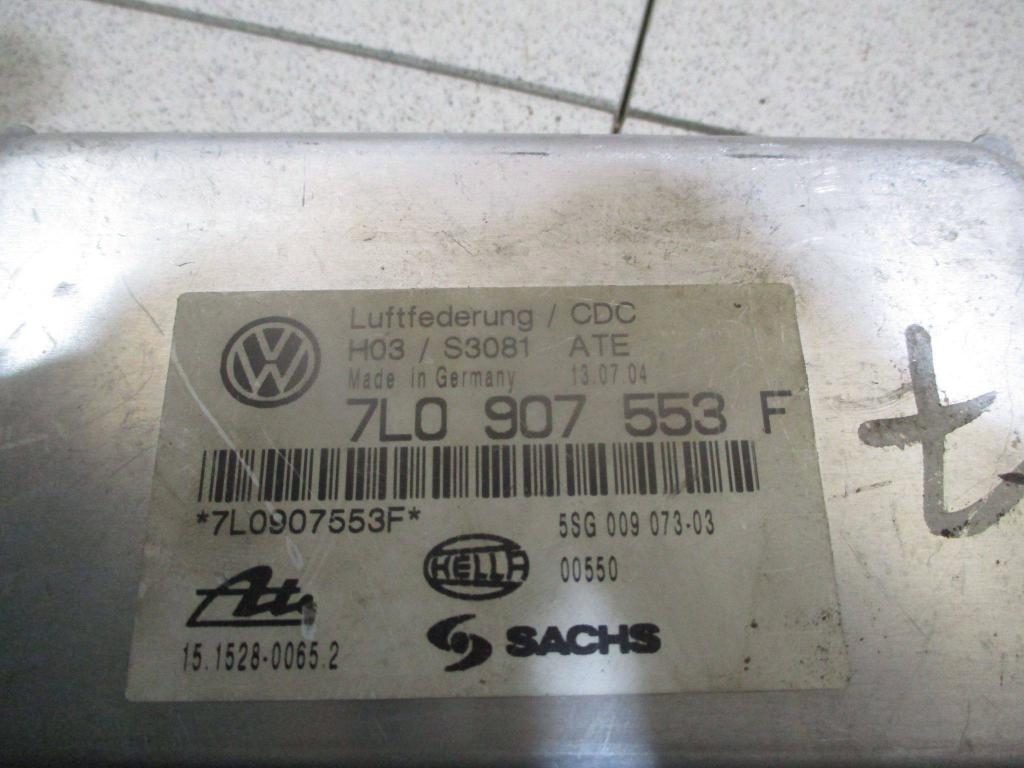 Luftfederung / CDC
H03 / S3081 ATE
Made in Germany 13.07.04
7L0 907 553 F
*7L0907553F*
5SG 009 073-03
HELLA
00550
Ate
SACHS
15.1528-0065.2
t